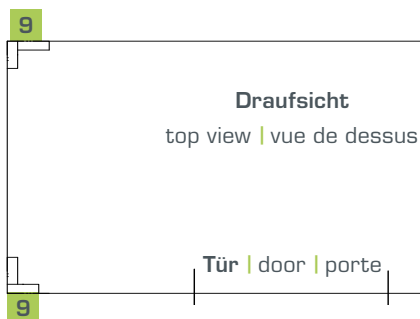 9
Draufsicht
top view | vue de dessus
Tür | door | porte
9